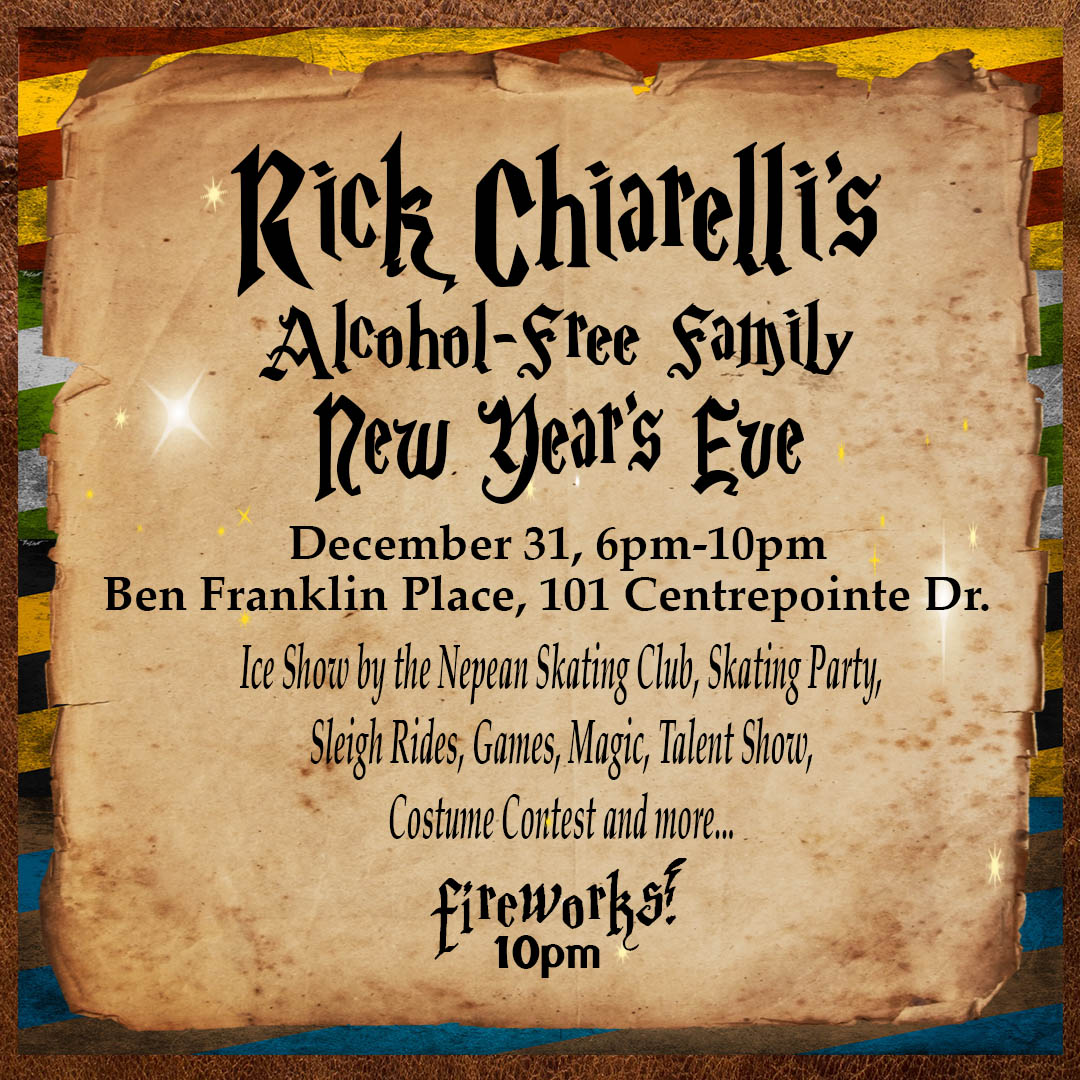 Rick Chiarelli's
Alcohol-Free Family
New Year's Eve
December 31, 6pm-10pm
Ben Franklin Place, 101 Centrepointe Dr.
Ice Show by the Nepean Skating Club, Skating Party,
Sleigh Rides, Games, Magic, Talent Show,
Costume Contest and more...
fireworks!
10pm